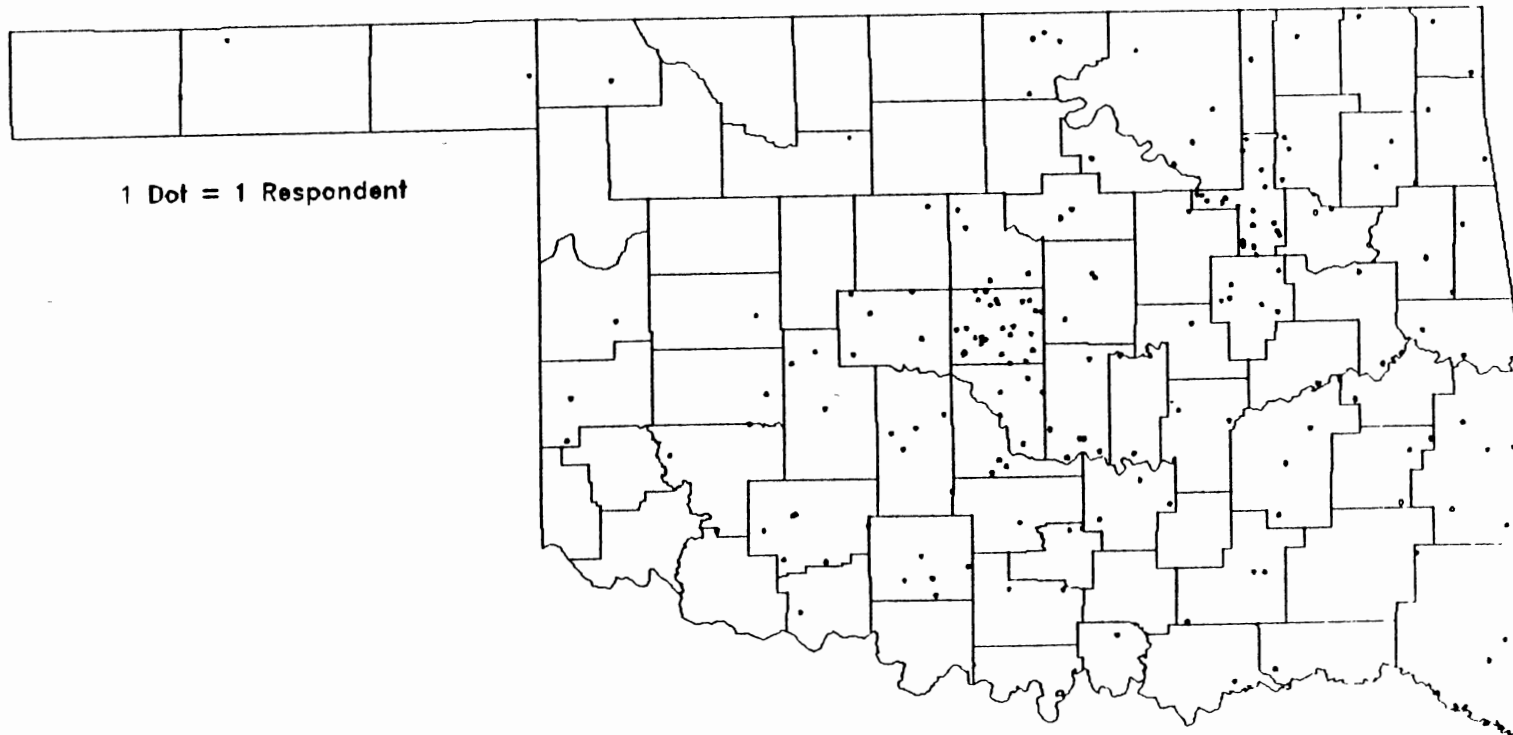 1 Dot = 1 Respondent